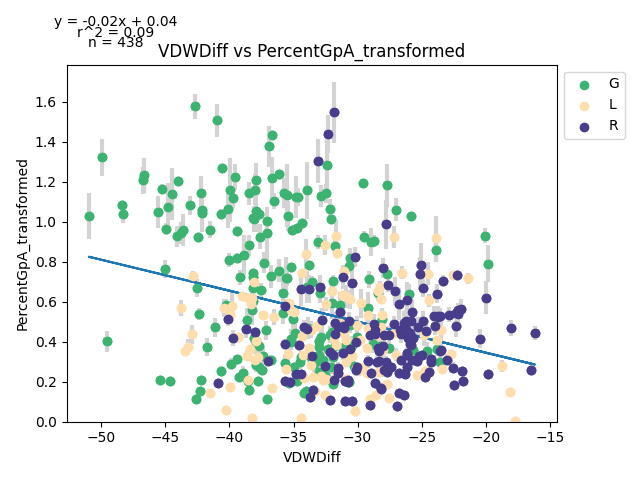 y = -0.02x + 0.04
r^2 = 0.09
n = 438
VDWDiff vs PercentGpA_transformed
G
L
R
PercentGpA_transformed
1.6
1.4
1.2
1.0
0.8
0.6
0.4
0.2
0.0
−50 −45 −40 −35 −30 −25 −20 −15
VDWDiff